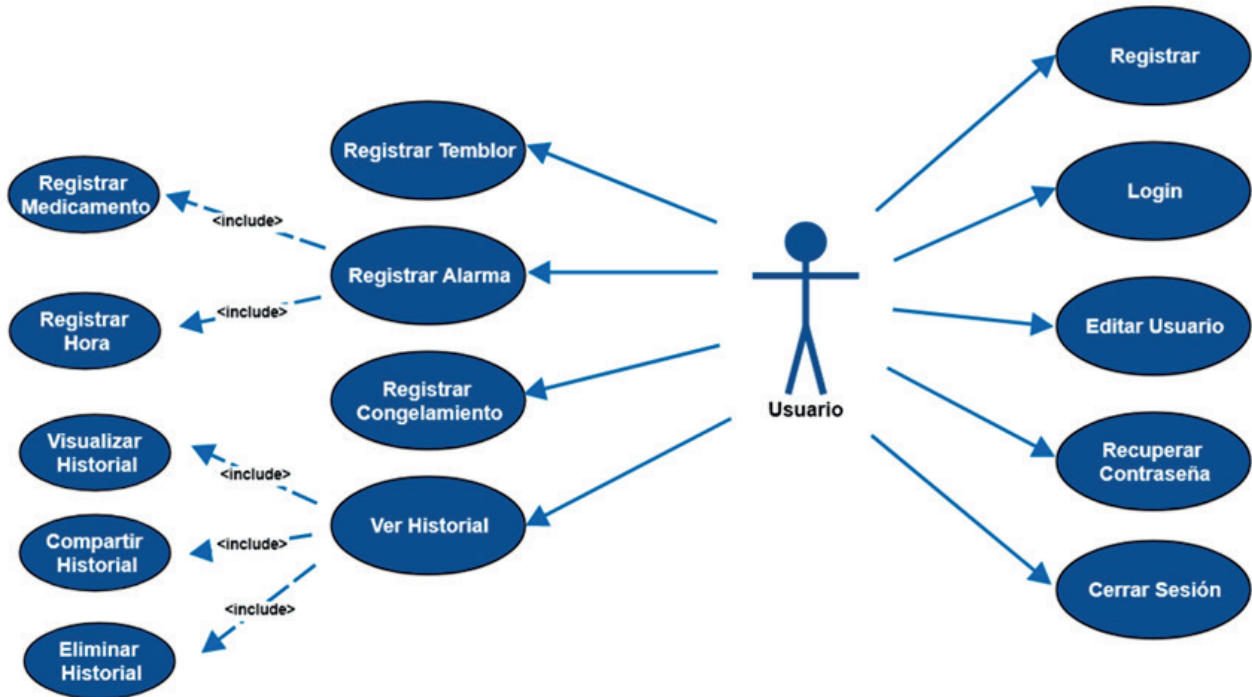 Registrar
Registrar Temblor
Login
Registrar
Medicamento
<include>
Registrar Alarma
<include>
Registrar
Hora
Editar Usuario
Registrar
Congelamiento
Usuario
Visualizar
Historial
<include>
Recuperar
Contraseña
Ver Historial
Compartir
Historial
<include>
Cerrar Sesión
<include>
Eliminar
Historial